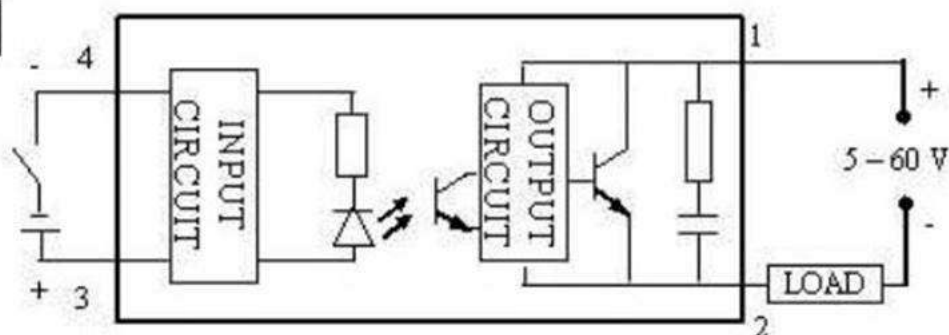 - 4
INPUT
CIRCUIT
+ 3
OUTPUT
CIRCUIT
1
+
5 – 60 V
-
LOAD
2